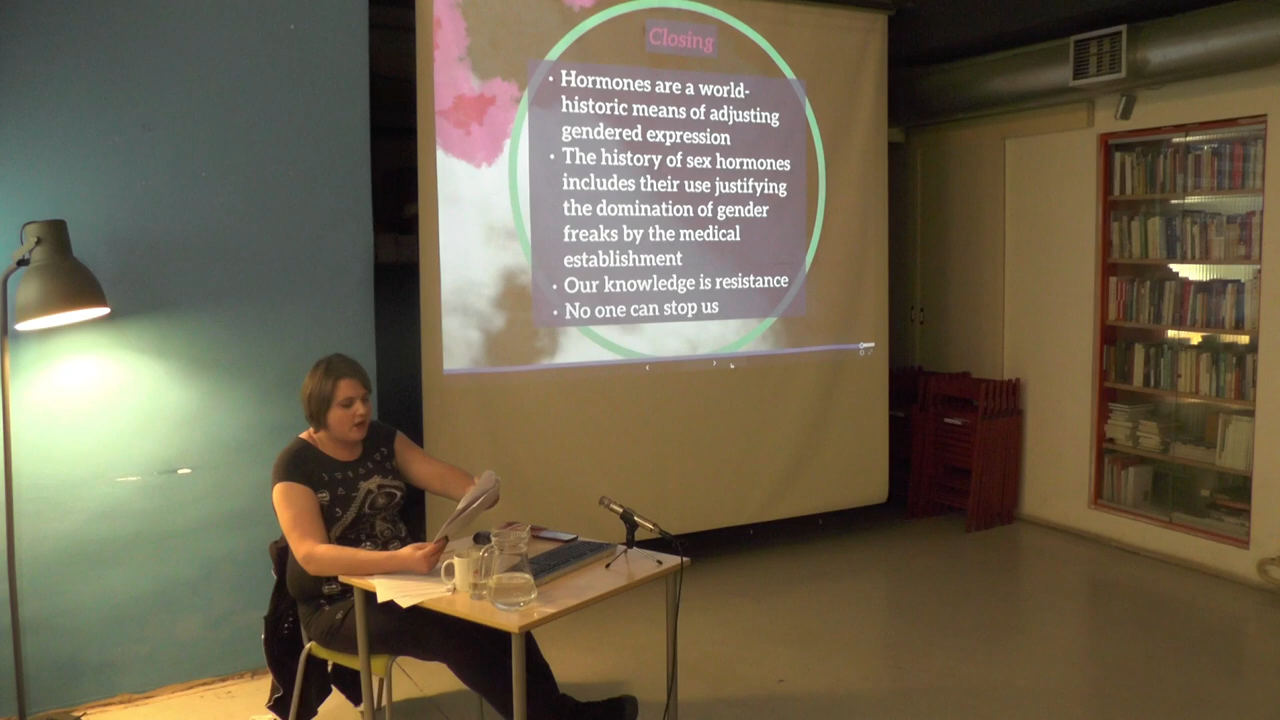 Closing
• Hormones are a world-
historic means of adjusting
gendered expression
• The history of sex hormones
includes their use justifying
the domination of gender
freaks by the medical
establishment
• Our knowledge is resistance
• No one can stop us